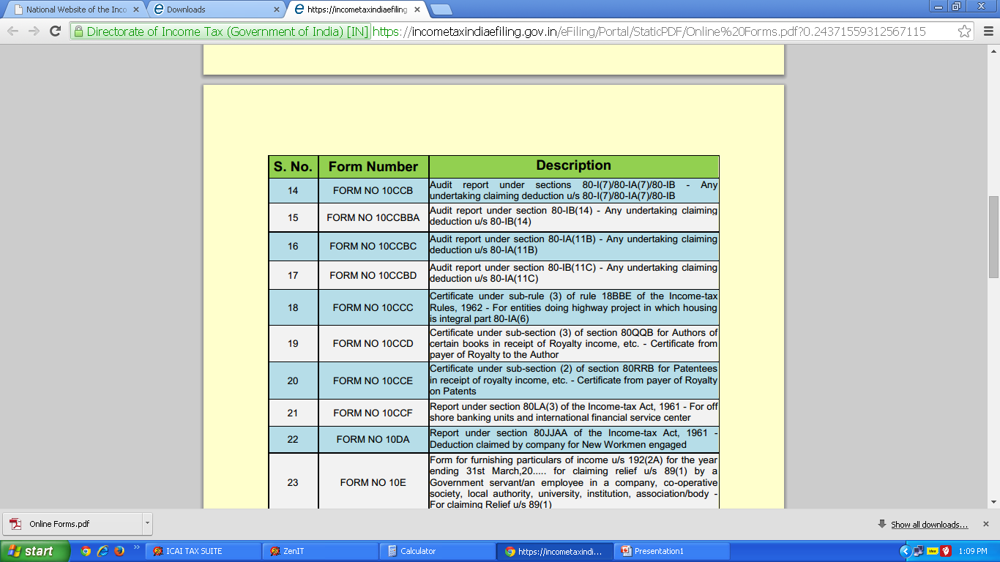 National Website of the Inco
Downloads
https://incometaxindiaefiling
Directorate of Income Tax (Government of India) [IN] https://incometaxindiaefiling.gov.in/eFiling/Portal/StaticPDF/Online%20Forms.pdf?0.24371559312567115
S. No. Form Number Description
14 FORM NO 10CCB Audit report under sections 80-I(7)/80-IA(7)/80-IB - Any
undertaking claiming deduction u/s 80-I(7)/80-IA(7)/80-IB
15 FORM NO 10CCBBA Audit report under section 80-IB(14) - Any undertaking claiming
deduction u/s 80-IB(14)
16 FORM NO 10CCBC Audit report under section 80-IA(11B) - Any undertaking claiming
deduction u/s 80-IA(11B)
17 FORM NO 10CCBD Audit report under section 80-IB(11C) - Any undertaking claiming
deduction u/s 80-IA(11C)
18 FORM NO 10CCC Certificate under sub-rule (3) of rule 18BBE of the Income-tax
Rules, 1962 - For entities doing highway project in which housing
is integral part 80-IA(6)
19 FORM NO 10CCD Certificate under sub-section (3) of section 80QQB for Authors of
certain books in receipt of Royalty income, etc. - Certificate from
payer of Royalty to the Author
20 FORM NO 10CCE Certificate under sub-section (2) of section 80RRB for Patentees
in receipt of royalty income, etc. - Certificate from payer of Royalty
on Patents
21 FORM NO 10CCF Report under section 80LA(3) of the Income-tax Act, 1961 - For off
shore banking units and international financial service center
22 FORM NO 10DA Report under section 80JJAA of the Income-tax Act, 1961 -
Deduction claimed by company for New Workmen engaged
23 FORM NO 10E Form for furnishing particulars of income u/s 192(2A) for the year
ending 31st March,20..... for claiming relief u/s 89(1) by a
Government servant/an employee in a company, co-operative
society, local authority, university, institution, association/body -
For claiming Relief u/s 89(1)
Online Forms.pdf
Show all downloads...
start
ICAI TAX SUITE
ZenIT
Calculator
https://incometaxindi...
Presentation1
1:09 PM